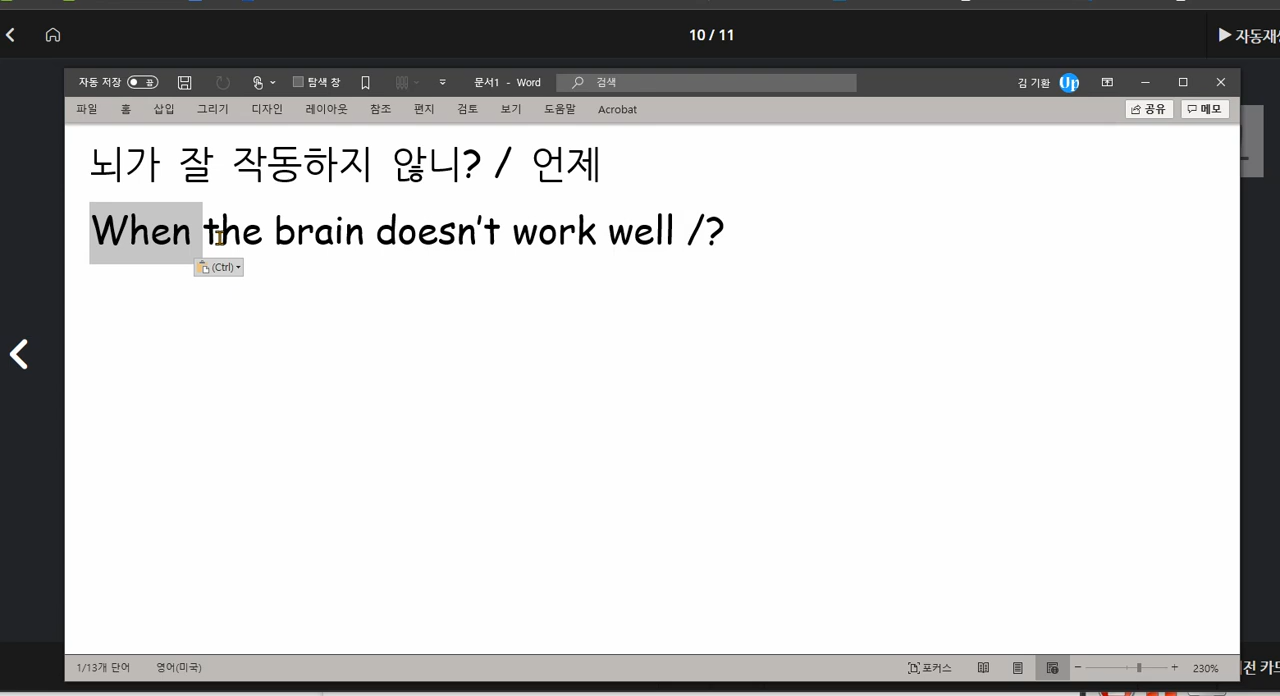 10 / 11
▶ 자동재생
자동 저장 끔 탐색 창 문서1 - Word 검색 김 기환 Up
파일 홈 삽입 그리기 디자인 레이아웃 참조 편지 검토 보기 도움말 Acrobat 공유 메모
뇌가 잘 작동하지 않니? / 언제
When the brain doesn't work well /?
(Ctrl)
1/13개 단어 영어(미국) 포커스 230%